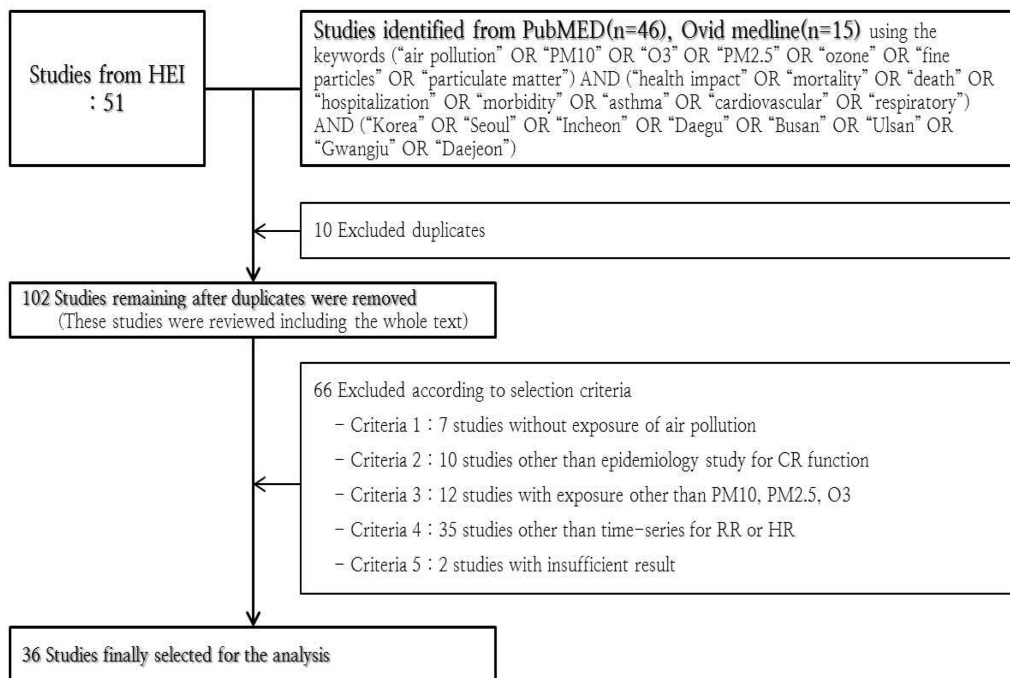 Studies from HEI
: 51
Studies identified from PubMED(n=46), Ovid medline(n=15) using the
keywords (“air pollution” OR “PM10” OR “O3” OR “PM2.5” OR “ozone” OR “fine
particles” OR “particulate matter”) AND (“health impact” OR “mortality” OR “death” OR
“hospitalization” OR “morbidity” OR “asthma” OR “cardiovascular” OR “respiratory”)
AND (“Korea” OR “Seoul” OR “Incheon” OR “Daegu” OR “Busan” OR “Ulsan” OR
“Gwangju” OR “Daejeon”)
10 Excluded duplicates
102 Studies remaining after duplicates were removed
(These studies were reviewed including the whole text)
66 Excluded according to selection criteria
- Criteria 1 : 7 studies without exposure of air pollution
- Criteria 2 : 10 studies other than epidemiology study for CR function
- Criteria 3 : 12 studies with exposure other than PM10, PM2.5, O3
- Criteria 4 : 35 studies other than time-series for RR or HR
- Criteria 5 : 2 studies with insufficient result
36 Studies finally selected for the analysis